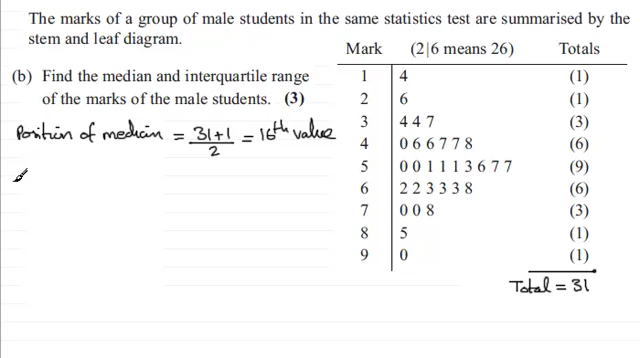 The marks of a group of male students in the same statistics test are summarised by the
stem and leaf diagram.
Mark (2|6 means 26) Totals
(b) Find the median and interquartile range
of the marks of the male students. (3)
Position of median = 31+1/2 = 16th value
1 4 (1)
2 6 (1)
3 4 4 7 (3)
4 0 6 6 7 7 8 (6)
5 0 0 1 1 1 3 6 7 7 (9)
6 2 2 3 3 3 8 (6)
7 0 0 8 (3)
8 5 (1)
9 0 (1)
Total = 31